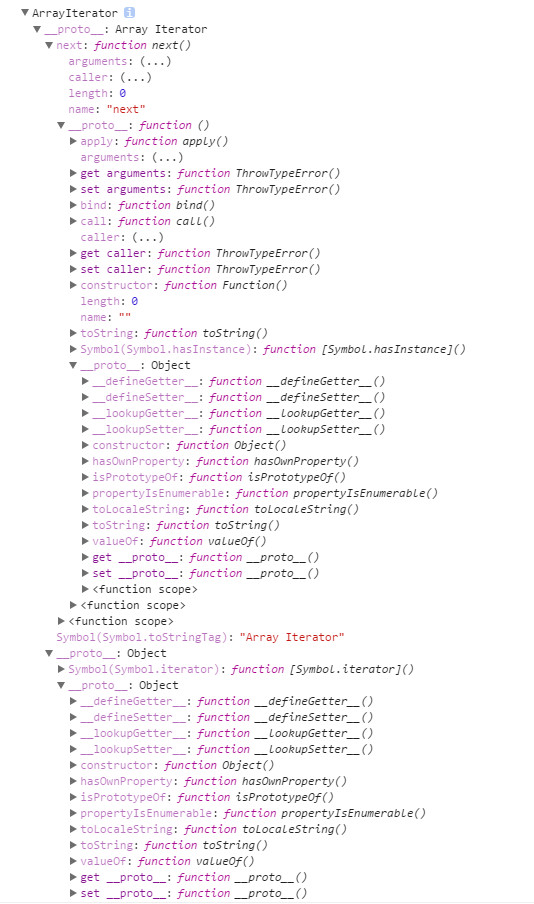 ArrayIterator i
__proto__: Array Iterator
next: function next()
arguments: (...)
caller: (...)
length: 0
name: "next"
__proto__: function ()
apply: function apply()
arguments: (...)
get arguments: function ThrowTypeError()
set arguments: function ThrowTypeError()
bind: function bind()
call: function call()
caller: (...)
get caller: function ThrowTypeError()
set caller: function ThrowTypeError()
constructor: function Function()
length: 0
name: ""
toString: function toString()
Symbol(Symbol.hasInstance): function [Symbol.hasInstance]()
__proto__: Object
__defineGetter__: function __defineGetter__()
__defineSetter__: function __defineSetter__()
__lookupGetter__: function __lookupGetter__()
__lookupSetter__: function __lookupSetter__()
constructor: function Object()
hasOwnProperty: function hasOwnProperty()
isPrototypeOf: function isPrototypeOf()
propertyIsEnumerable: function propertyIsEnumerable()
toLocaleString: function toLocaleString()
toString: function toString()
valueOf: function valueOf()
get __proto__: function __proto__()
set __proto__: function __proto__()
<function scope>
<function scope>
<function scope>
Symbol(Symbol.toStringTag): "Array Iterator"
__proto__: Object
Symbol(Symbol.iterator): function [Symbol.iterator]()
__proto__: Object
__defineGetter__: function __defineGetter__()
__defineSetter__: function __defineSetter__()
__lookupGetter__: function __lookupGetter__()
__lookupSetter__: function __lookupSetter__()
constructor: function Object()
hasOwnProperty: function hasOwnProperty()
isPrototypeOf: function isPrototypeOf()
propertyIsEnumerable: function propertyIsEnumerable()
toLocaleString: function toLocaleString()
toString: function toString()
valueOf: function valueOf()
get __proto__: function __proto__()
set __proto__: function __proto__()